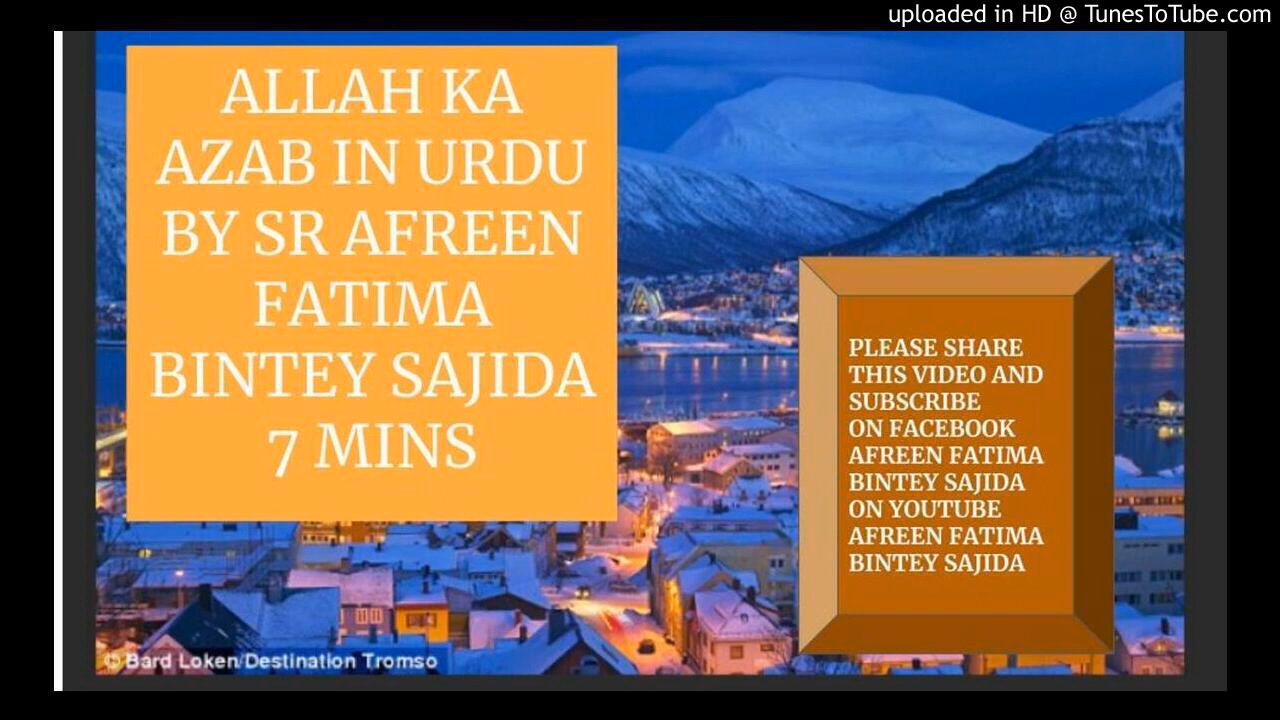 uploaded in HD @ TunesToTube.com
ALLAH KA
AZAB IN URDU
BY SR AFREEN
FATIMA
BINTEY SAJIDA
7 MINS
PLEASE SHARE
THIS VIDEO AND
SUBSCRIBE
ON FACEBOOK
AFREEN FATIMA
BINTEY SAJIDA
ON YOUTUBE
AFREEN FATIMA
BINTEY SAJIDA
© Bard Loken/Destination Tromso